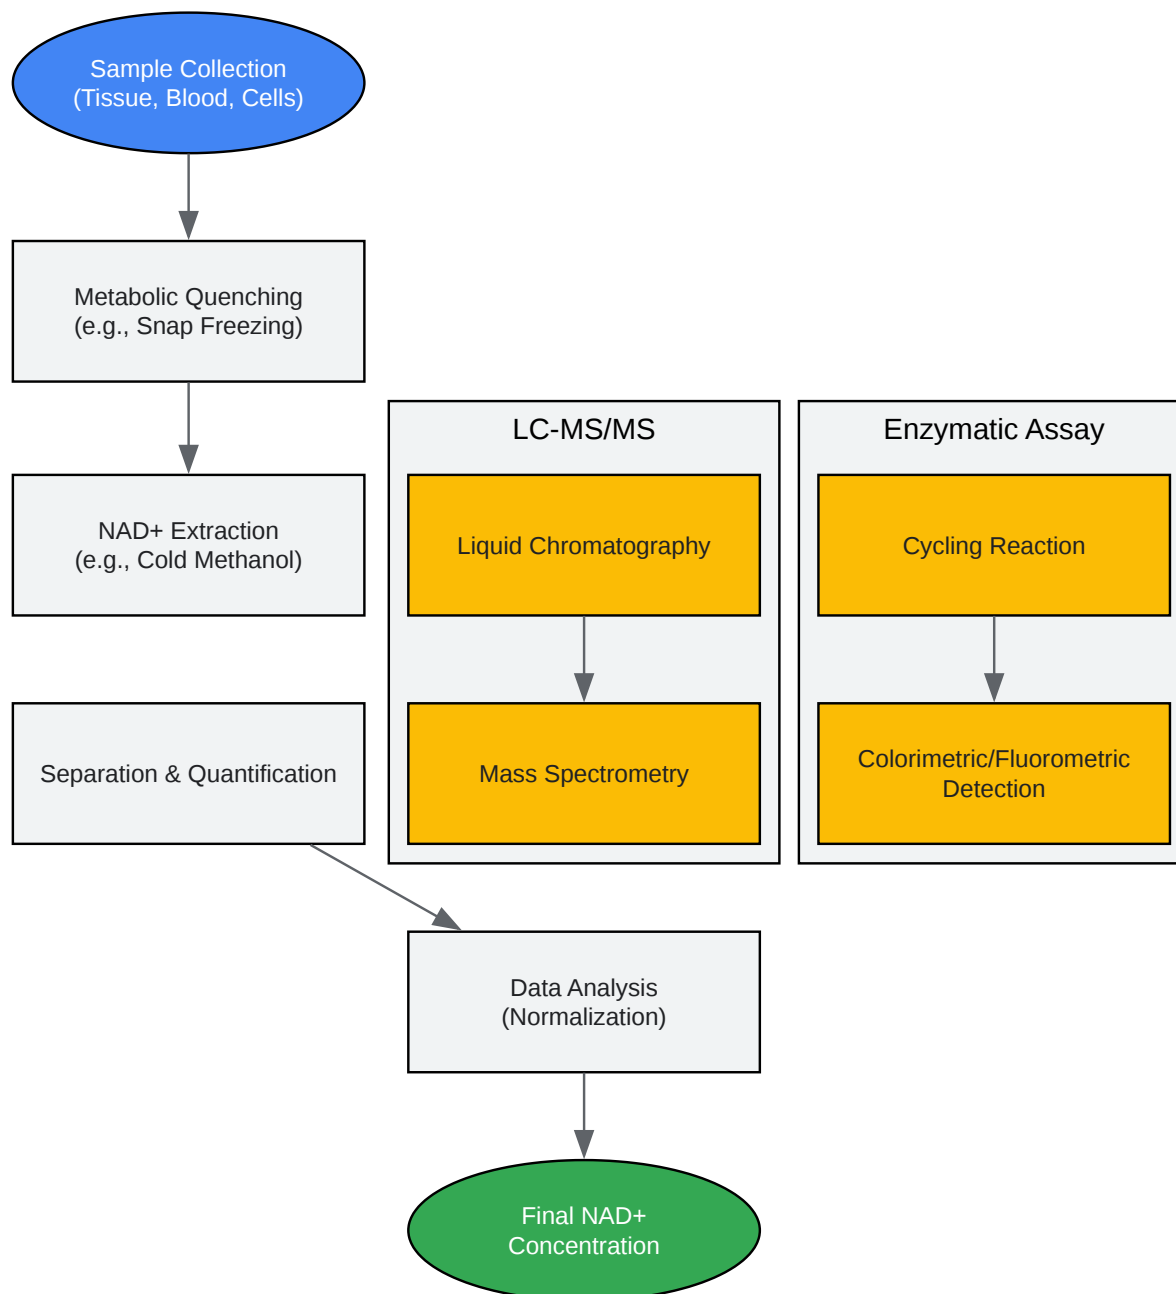 Sample Collection
(Tissue, Blood, Cells)
Metabolic Quenching
(e.g., Snap Freezing)
NAD+ Extraction
(e.g., Cold Methanol)
Separation & Quantification
LC-MS/MS
Liquid Chromatography
Mass Spectrometry
Enzymatic Assay
Cycling Reaction
Colorimetric/Fluorometric
Detection
Data Analysis
(Normalization)
Final NAD+
Concentration